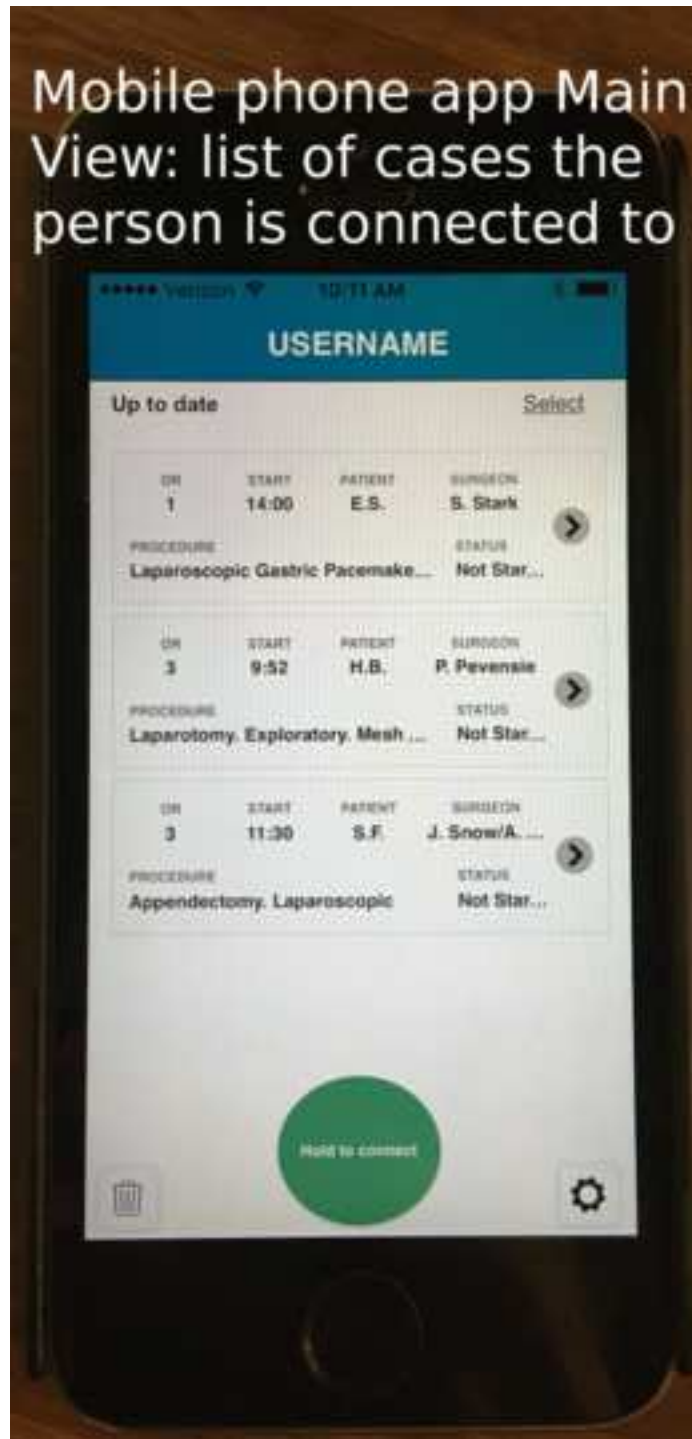 Mobile phone app Main
View: list of cases the
person is connected to
Verizon 10:11 AM
USERNAME
Up to date Select
OR START PATIENT SURGEON
1 14:00 E.S. S. Stark
PROCEDURE STATUS
Laparoscopic Gastric Pacemake... Not Star...
OR START PATIENT SURGEON
3 9:52 H.B. P. Pevensie
PROCEDURE STATUS
Laparotomy. Exploratory. Mesh ... Not Star...
OR START PATIENT SURGEON
3 11:30 S.F. J. Snow/A. ...
PROCEDURE STATUS
Appendectomy. Laparoscopic Not Star...
Hold to connect